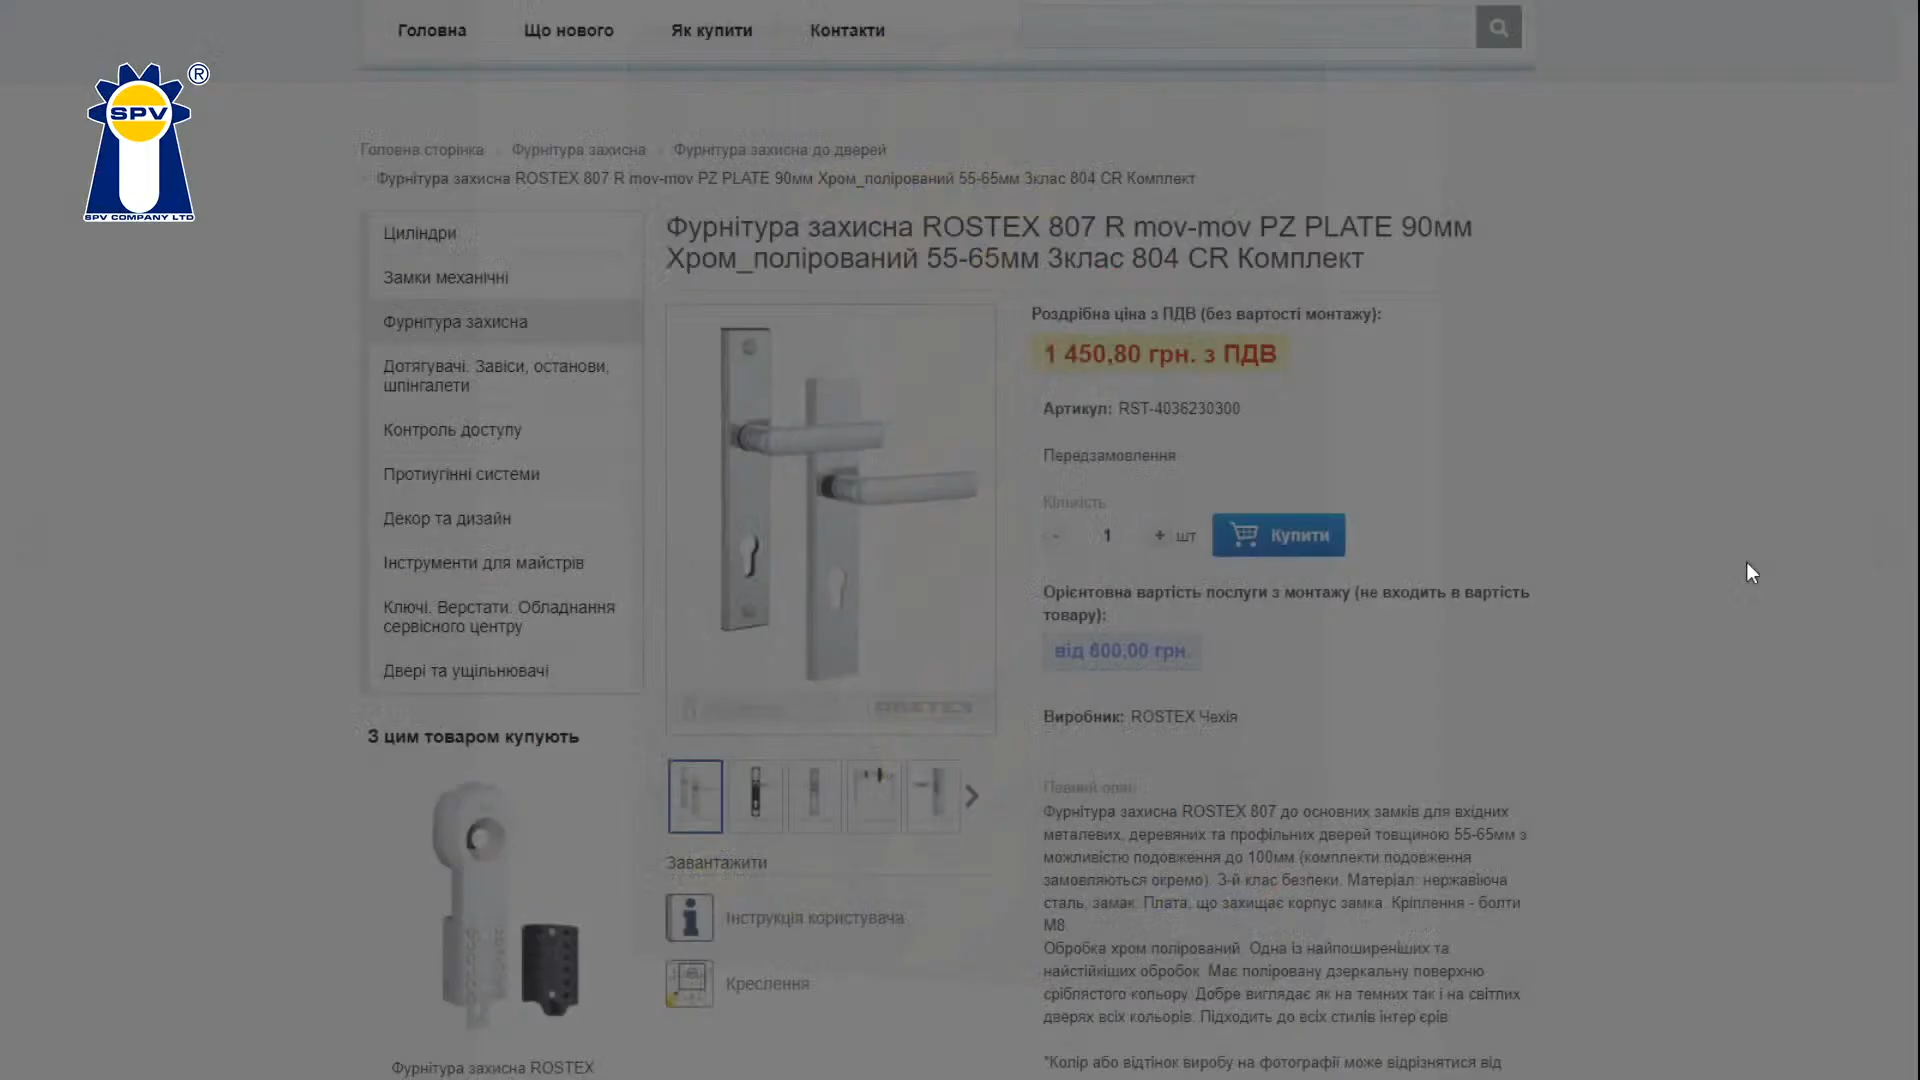 Головна
Що нового
Як купити
Контакти
®
SPV
SPV COMPANY LTD
Головна сторінка
Фурнітура захисна
Фурнітура захисна до дверей
Фурнітура захисна ROSTEX 807 R mov-mov PZ PLATE 90мм Хром_полірований 55-65мм 3клас 804 CR Комплект
Циліндри
Замки механічні
Фурнітура захисна
Дотягувачі. Завіси, останови,
шпінгалети
Контроль доступу
Протиугінні системи
Декор та дизайн
Інструменти для майстрів
Ключі. Верстати. Обладнання
сервісного центру
Двері та ущільнювачі
З цим товаром купують
Фурнітура захисна ROSTEX
Фурнітура захисна ROSTEX 807 R mov-mov PZ PLATE 90мм
Хром_полірований 55-65мм 3клас 804 CR Комплект
ROSTEX
Завантажити
Інструкція користувача
Креслення
Роздрібна ціна з ПДВ (без вартості монтажу):
1 450,80 грн. з ПДВ
Артикул: RST-4036230300
Передзамовлення
Кількість
- 1 + шт
Купити
Орієнтовна вартість послуги з монтажу (не входить в вартість
товару):
від 600,00 грн.
Виробник: ROSTEX Чехія
Повний опис
Фурнітура захисна ROSTEX 807 до основних замків для вхідних
металевих, деревяних та профільних дверей товщиною 55-65мм з
можливістю подовження до 100мм (комплекти подовження
замовляються окремо). 3-й клас безпеки. Матеріал: нержавіюча
сталь, замак. Плата, що захищає корпус замка. Кріплення - болти
М8.
Обробка хром полірований. Одна із найпоширеніших та
найстійкіших обробок. Має поліровану дзеркальну поверхню
сріблястого кольору. Добре виглядає як на темних так і на світлих
дверях всіх кольорів. Підходить до всіх стилів інтер'єрів.
*Колір або відтінок виробу на фотографії може відрізнятися від